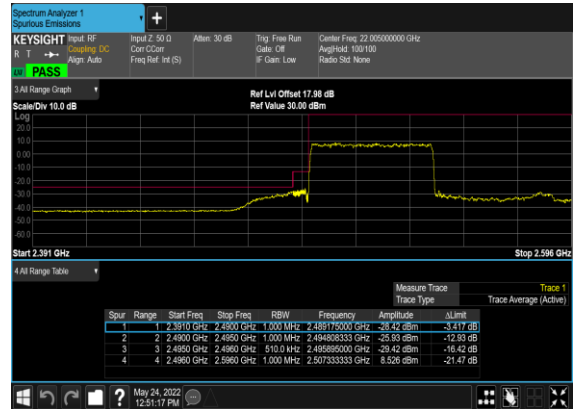 Spectrum Analyzer 1
Spurious Emissions
+
KEYSIGHT Input: RF Input Z: 50 Ω Atten: 30 dB Trig: Free Run Center Freq: 22.005000000 GHz
R T Coupling: DC Corr CCorr Gate: Off Avg|Hold: 100/100
Align: Auto Freq Ref: Int (S) IF Gain: Low Radio Std: None
PASS
3 All Range Graph
Ref Lvl Offset 17.98 dB
Scale/Div 10.0 dB Ref Value 30.00 dBm
Log
20.0
10.0
0.00
-10.0
-20.0
-30.0
-40.0
-50.0
-60.0
Start 2.391 GHz Stop 2.596 GHz
4 All Range Table
Measure Trace Trace 1
Trace Type Trace Average (Active)
Spur Range Start Freq Stop Freq RBW Frequency Amplitude ΔLimit
1 1 2.3910 GHz 2.4900 GHz 1.000 MHz 2.489175000 GHz -28.42 dBm -3.417 dB
2 2 2.4900 GHz 2.4950 GHz 1.000 MHz 2.494808333 GHz -25.93 dBm -12.93 dB
3 3 2.4950 GHz 2.4960 GHz 510.0 kHz 2.495895000 GHz -29.42 dBm -16.42 dB
4 4 2.4960 GHz 2.5960 GHz 1.000 MHz 2.507333333 GHz 8.526 dBm -21.47 dB
? May 24, 2022
12:51:17 PM